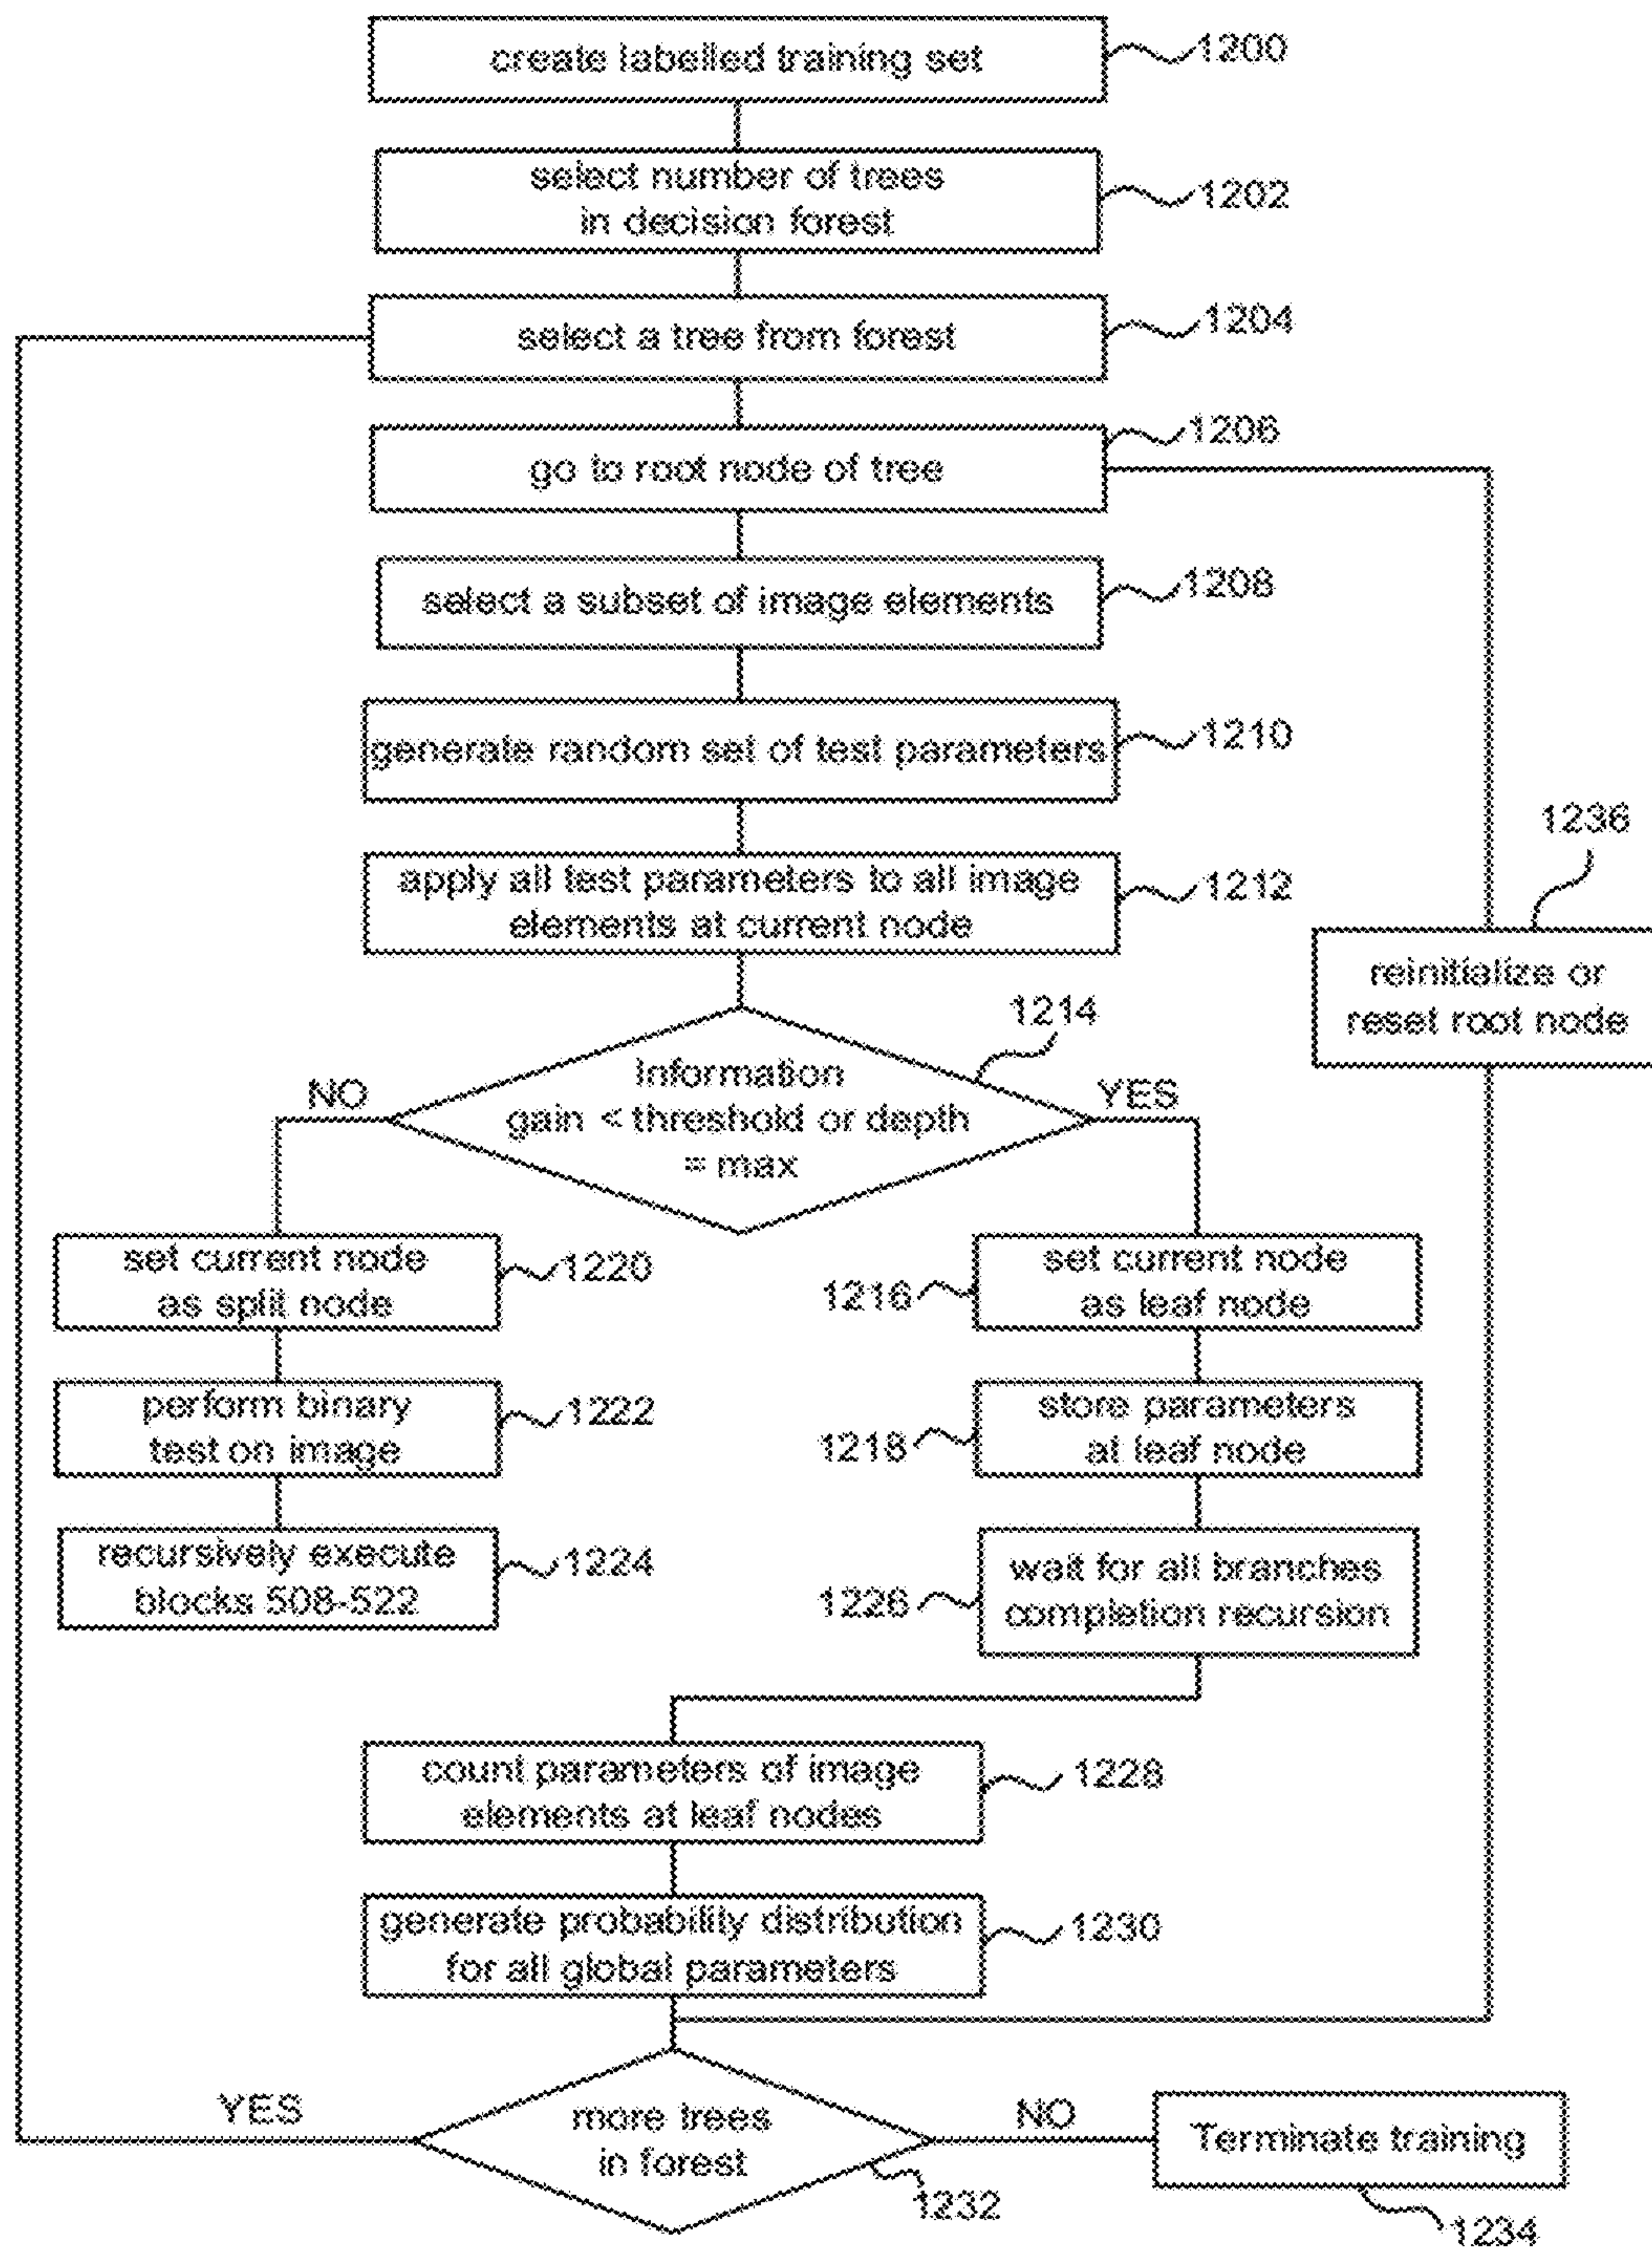 create labelled training set
1200
select number of trees
in decision forest
1202
select a tree from forest
1204
1206
go to root node of tree
select a subset of image elements
1208
generate random set of test parameters
1210
apply all test parameters to all image
elements at current node
1212
1236
reinitialize or
reset root node
1214
NO
Information
gain < threshold or depth
= max
YES
set current node
as split node
1220
1216
set current node
as leaf node
perform binary
test on image
1222
1218
store parameters
at leaf node
recursively execute
blocks 508-522
1224
1226
wait for all branches
completion recursion
count parameters of image
elements at leaf nodes
1228
generate probability distribution
for all global parameters
1230
YES
more trees
in forest
NO
Terminate training
1232
1234